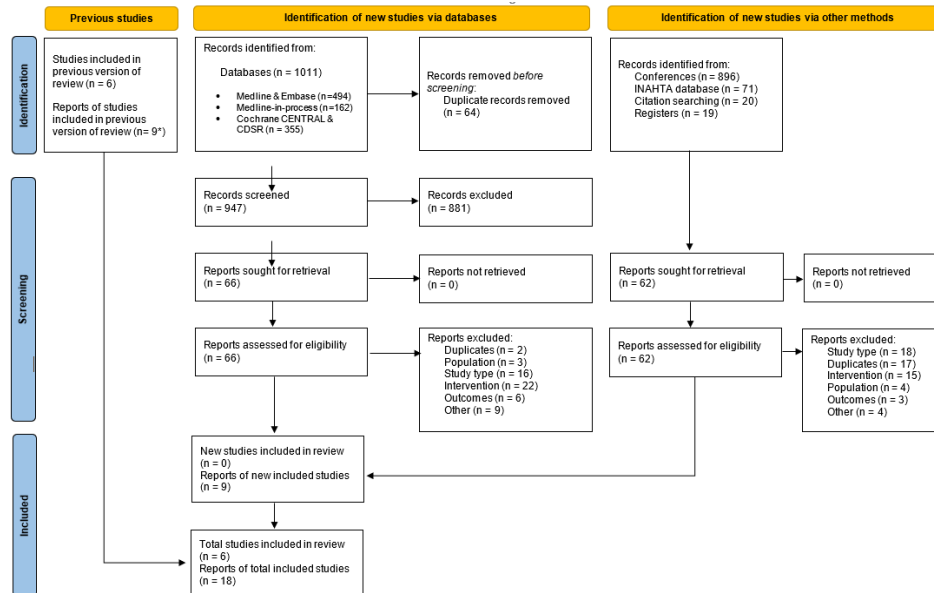 Previous studies
Identification of new studies via databases
Identification of new studies via other methods
Identification
Studies included in
previous version of
review (n = 6)
Reports of studies
included in previous
version of review (n= 9*)
Records identified from:
Databases (n = 1011)
• Medline & Embase(n=494)
• Medline-in-process (n=162)
• Cochrane CENTRAL &
CDSR (n = 355)
Records removed before
screening:
Duplicate records removed
(n = 64)
Records identified from:
Conferences (n = 896)
INAHTA database (n = 71)
Citation searching (n = 20)
Registers (n = 19)
Screening
Records screened
(n = 947)
Records excluded
(n = 881)
Reports sought for retrieval
(n = 66)
Reports not retrieved
(n = 0)
Reports sought for retrieval
(n = 62)
Reports not retrieved
(n = 0)
Reports assessed for eligibility
(n = 66)
Reports excluded:
Duplicates (n = 2)
Population (n = 3)
Study type (n = 16)
Intervention (n = 22)
Outcomes (n = 6)
Other (n = 9)
Reports assessed for eligibility
(n = 62)
Reports excluded:
Study type (n = 18)
Duplicates (n = 17)
Intervention (n = 15)
Population (n = 4)
Outcomes (n = 3)
Other (n = 4)
Included
New studies included in review
(n = 0)
Reports of new included studies
(n = 9)
Total studies included in review
(n = 6)
Reports of total included studies
(n = 18)